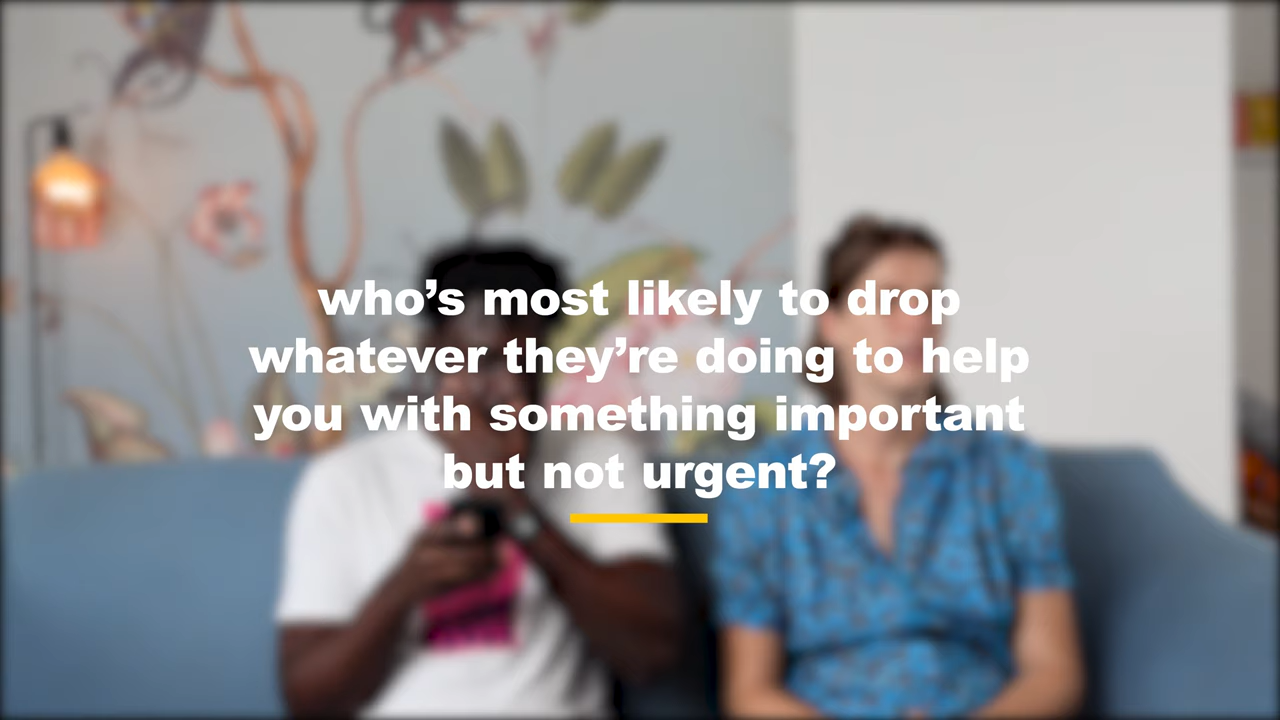 who’s most likely to drop
whatever they’re doing to help
you with something important
but not urgent?